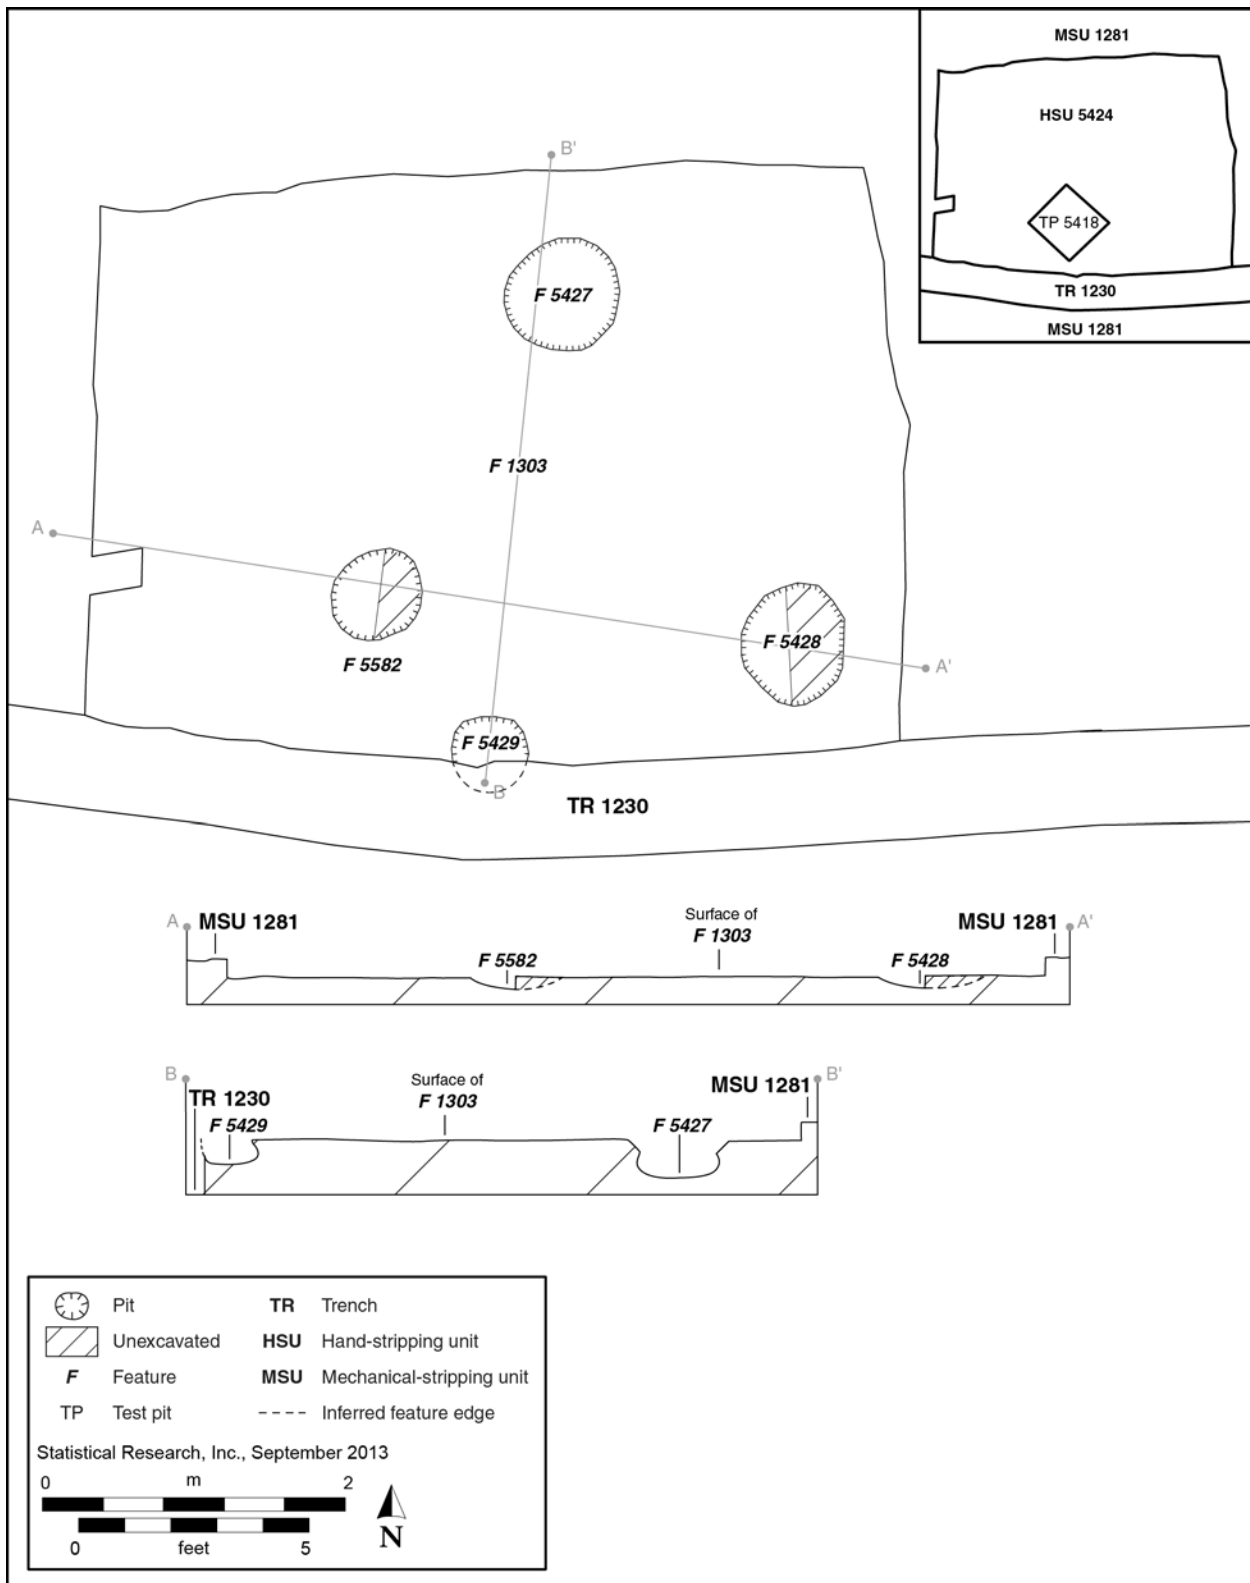 MSU 1281
HSU 5424
TP 5418
TR 1230
MSU 1281
B'
F 5427
F 1303
A
F 5428
F 5582
A'
F 5429
B
TR 1230
A
MSU 1281
Surface of
F 1303
MSU 1281
A'
F 5582
F 5428
B
TR 1230
F 5429
Surface of
F 1303
MSU 1281
B'
F 5427
Pit
TR Trench
Unexcavated
HSU Hand-stripping unit
F Feature
MSU Mechanical-stripping unit
TP Test pit
Inferred feature edge
Statistical Research, Inc., September 2013
0 m 2
0 feet 5
N